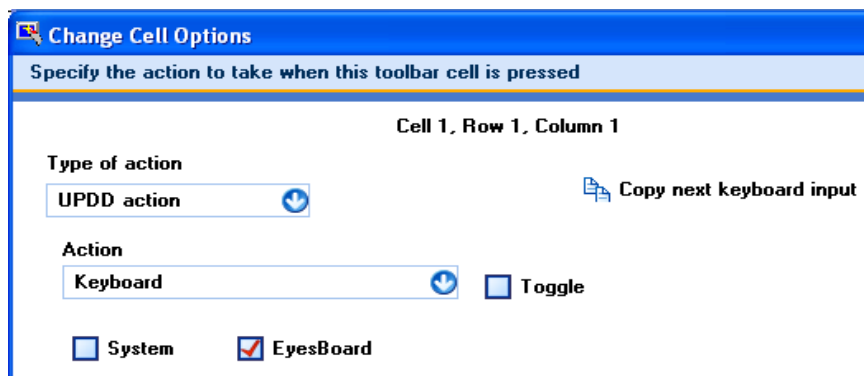 Change Cell Options
Specify the action to take when this toolbar cell is pressed
Cell 1, Row 1, Column 1
Type of action
UPDD action
Copy next keyboard input
Action
Keyboard
Toggle
System EyesBoard